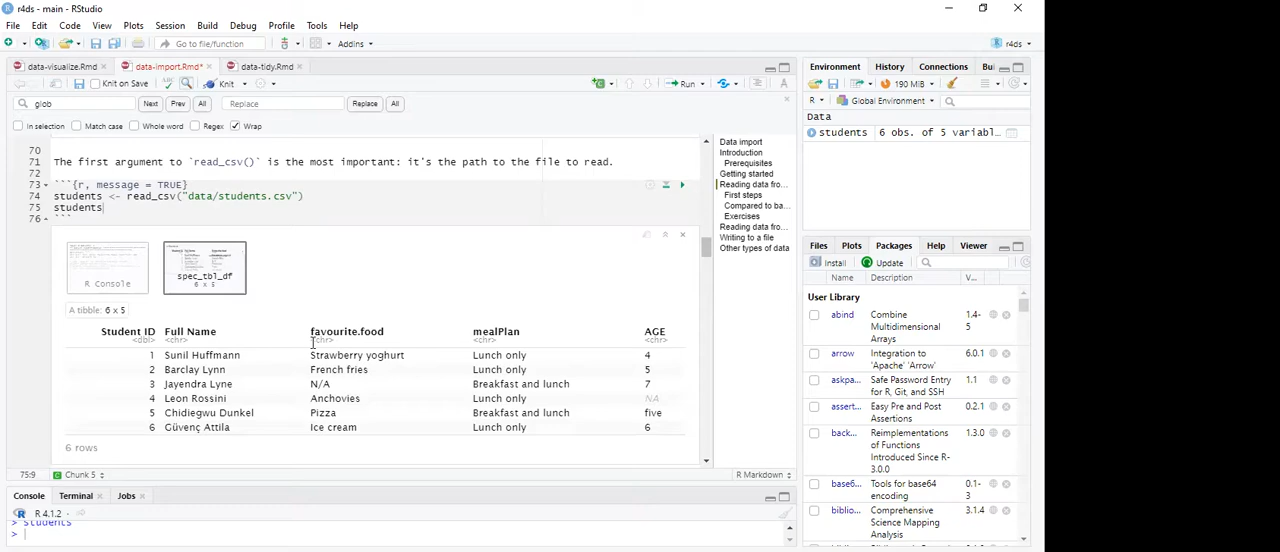 r4ds - main - RStudio
File Edit Code View Plots Session Build Debug Profile Tools Help
Go to file/function Addins r4ds
data-visualize.Rmd data-import.Rmd* data-tidy.Rmd
Knit on Save Knit Run
glob Next Prev All Replace Replace All
In selection Match case Whole word Regex Wrap
70
71 The first argument to `read_csv()` is the most important: it's the path to the file to read.
72
73 ```{r, message = TRUE}
74 students <- read_csv("data/students.csv")
75 students
76 ```
R Console
spec_tbl_df
6 x 5
A tibble: 6 x 5
Student ID Full Name favourite.food mealPlan AGE
<dbl> <chr> <chr> <chr> <chr>
1 Sunil Huffmann Strawberry yoghurt Lunch only 4
2 Barclay Lynn French fries Lunch only 5
3 Jayendra Lyne N/A Breakfast and lunch 7
4 Leon Rossini Anchovies Lunch only NA
5 Chidiegwu Dunkel Pizza Breakfast and lunch five
6 Güvenç Attila Ice cream Lunch only 6
6 rows
75:9 Chunk 5 R Markdown
Data import
Introduction
Prerequisites
Getting started
Reading data fro...
First steps
Compared to ba...
Exercises
Reading data fro...
Writing to a file
Other types of data
Console Terminal Jobs
R 4.1.2 · ~/
> students
>
Environment History Connections Bui
190 MiB
R Global Environment
Data
students 6 obs. of 5 variabl...
Files Plots Packages Help Viewer
Install Update
Name Description V...
User Library
abind Combine Multidimensional Arrays 1.4-5
arrow Integration to 'Apache' 'Arrow' 6.0.1
askpa... Safe Password Entry for R, Git, and SSH 1.1
assert... Easy Pre and Post Assertions 0.2.1
back... Reimplementations of Functions Introduced Since R-3.0.0 1.3.0
base6... Tools for base64 encoding 0.1-3
biblio... Comprehensive Science Mapping Analysis 3.1.4